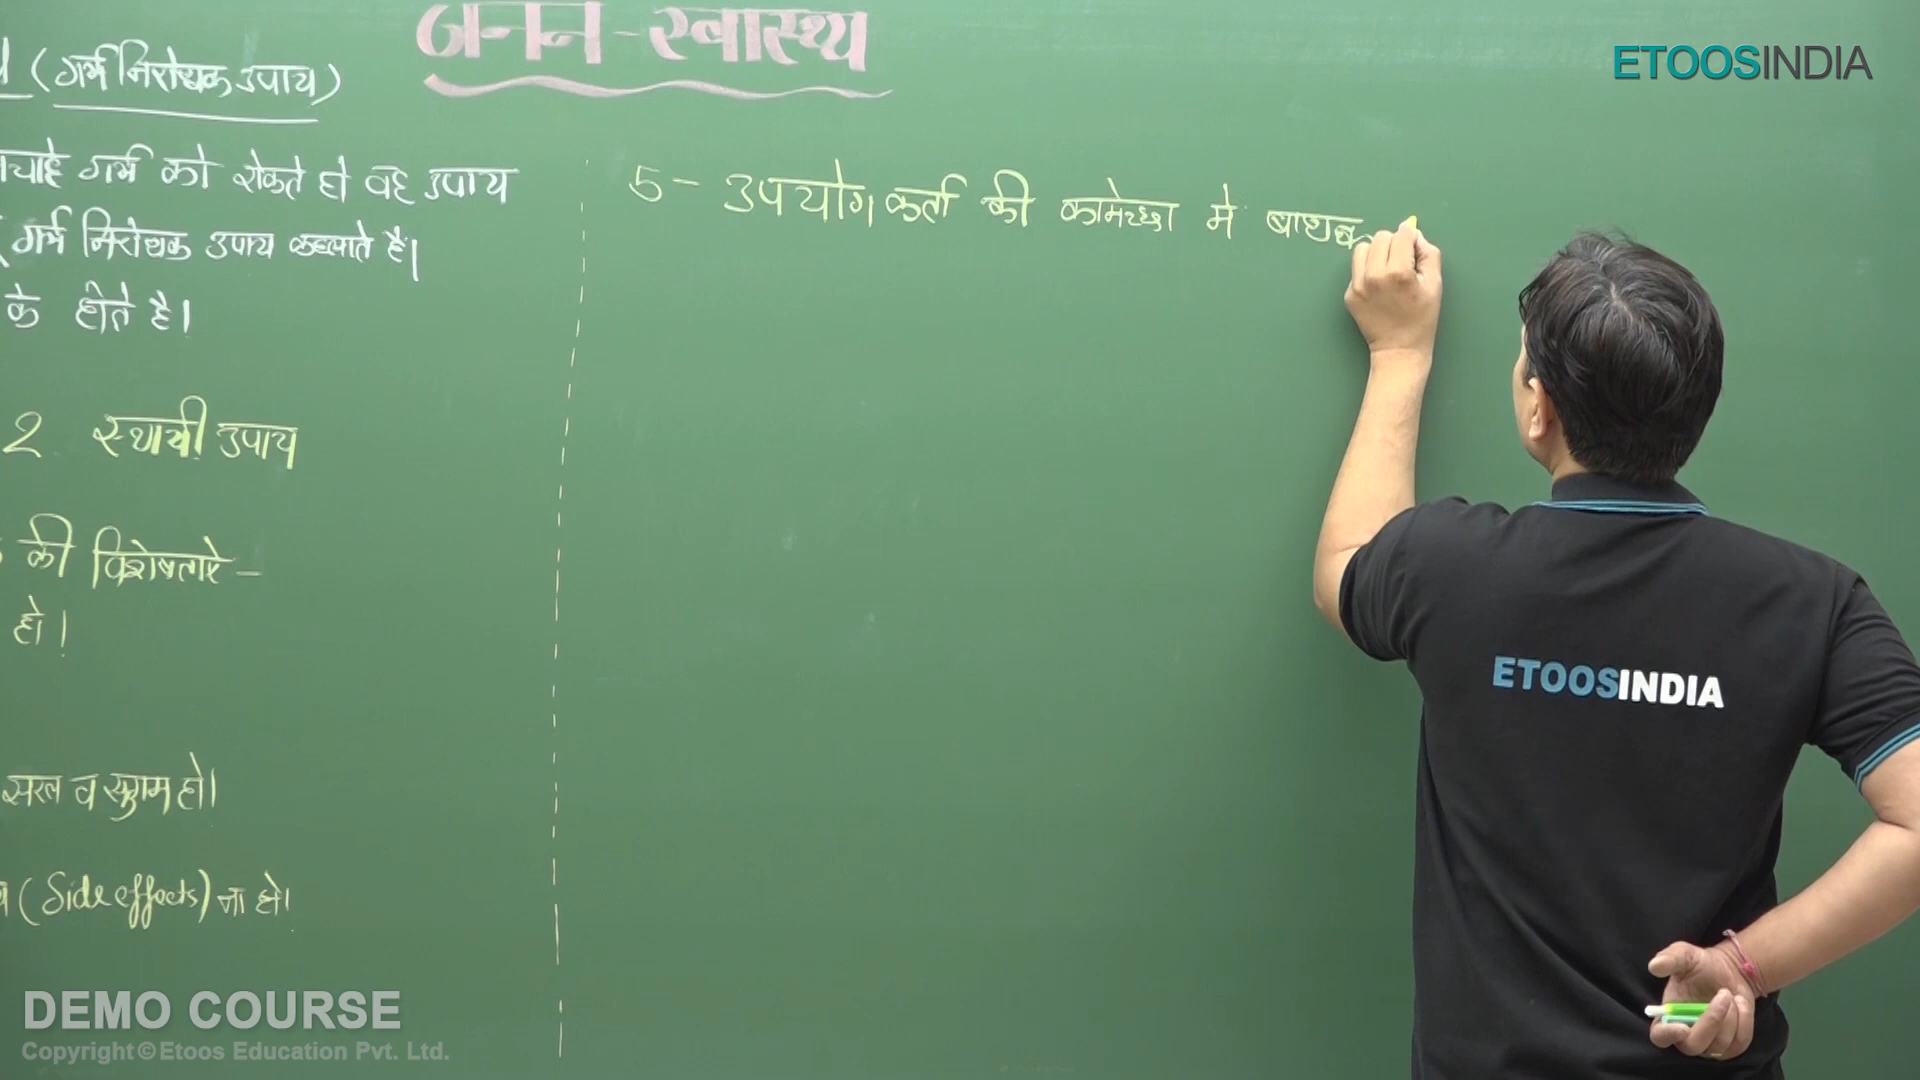 जनन-स्वास्थ्य
ETOOSINDIA
(गर्भ निरोधक उपाय)
गर्भ को रोकते हो वह उपाय
गर्भ निरोधक उपाय कहलाते है।
के होते है।
2 स्थायी उपाय
की विशेषताऐ -
हो।
सरल व सुगम हो।
(Side effects) ना हो।
5- उपयोगकर्ता की कामेच्छा मे बाधक
ETOOSINDIA
DEMO COURSE
Copyright © Etoos Education Pvt. Ltd.